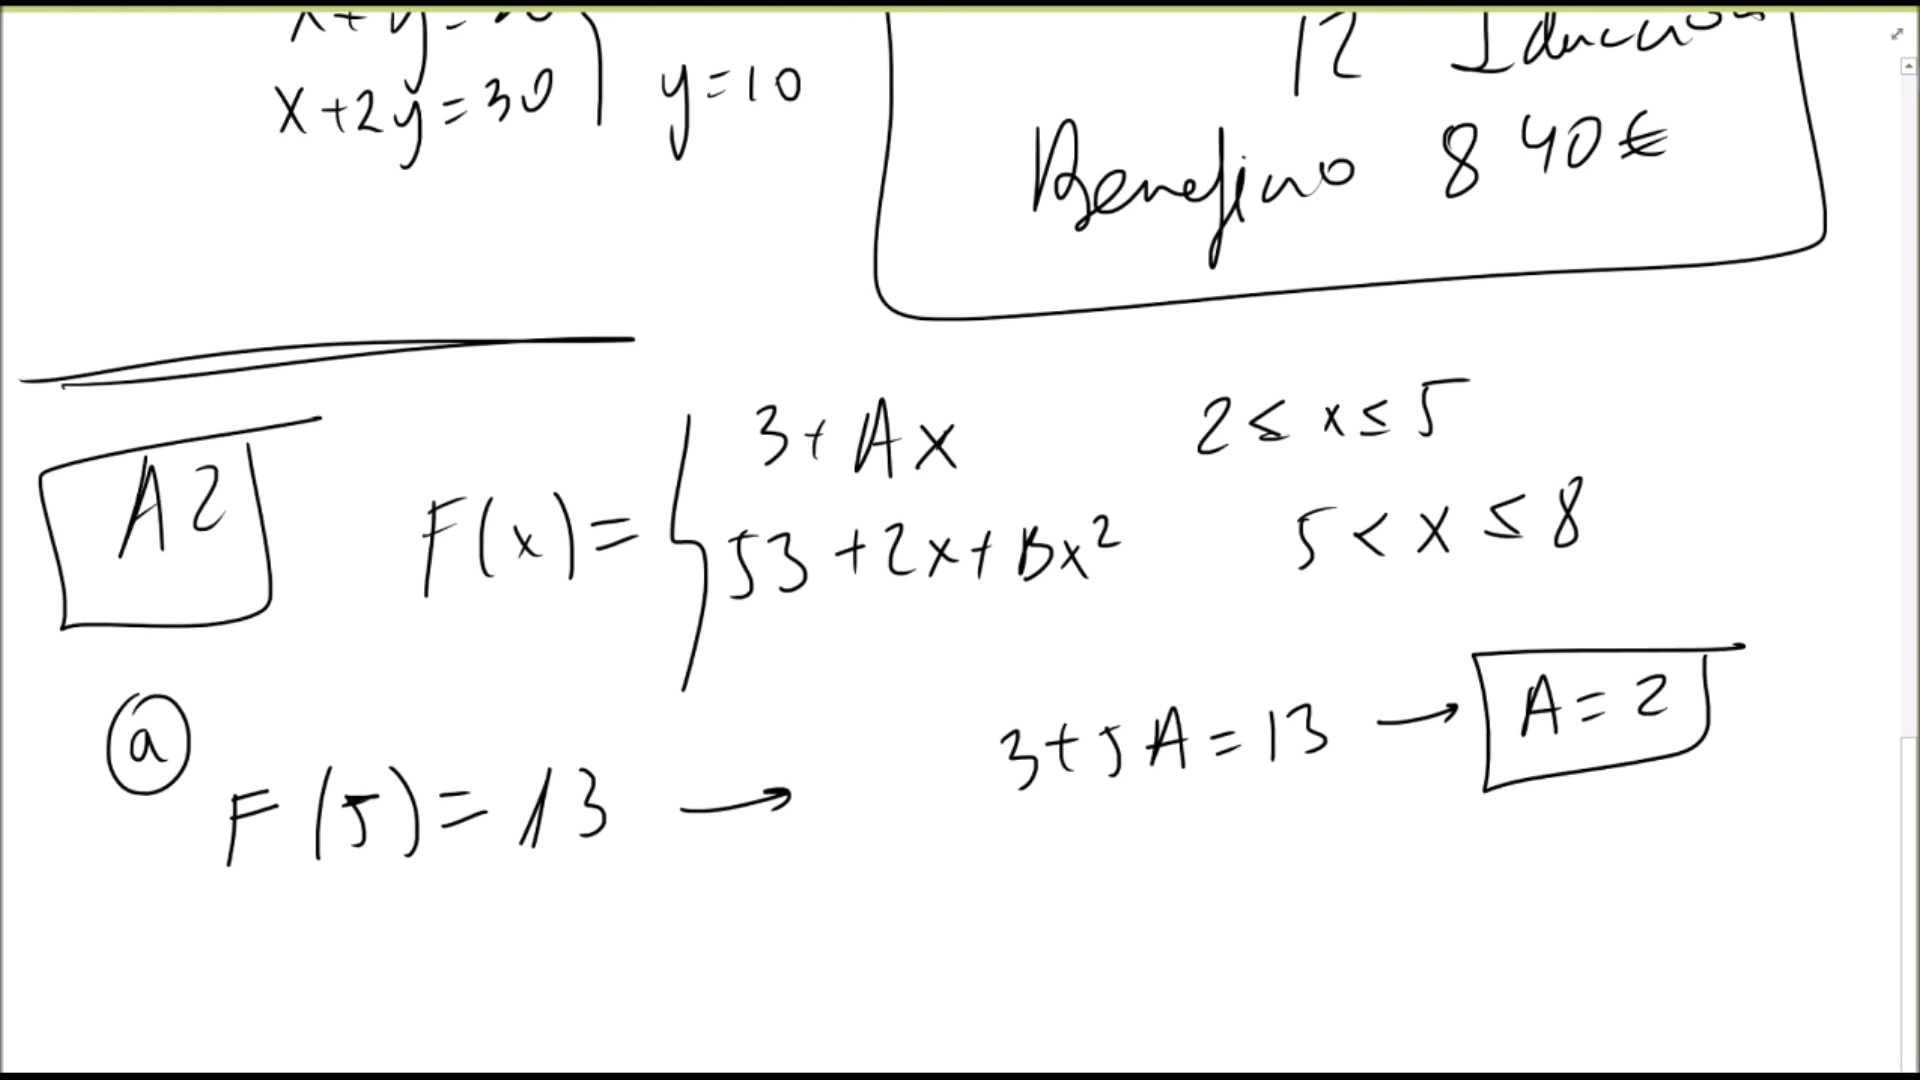 x+2y=30
y=10
12
Benefino 840€
A2
F(x)= { 3+Ax 2≤x≤5
53+2x+Bx² 5<x≤8
a
F(5)=13 → 3+5A=13 → A=2